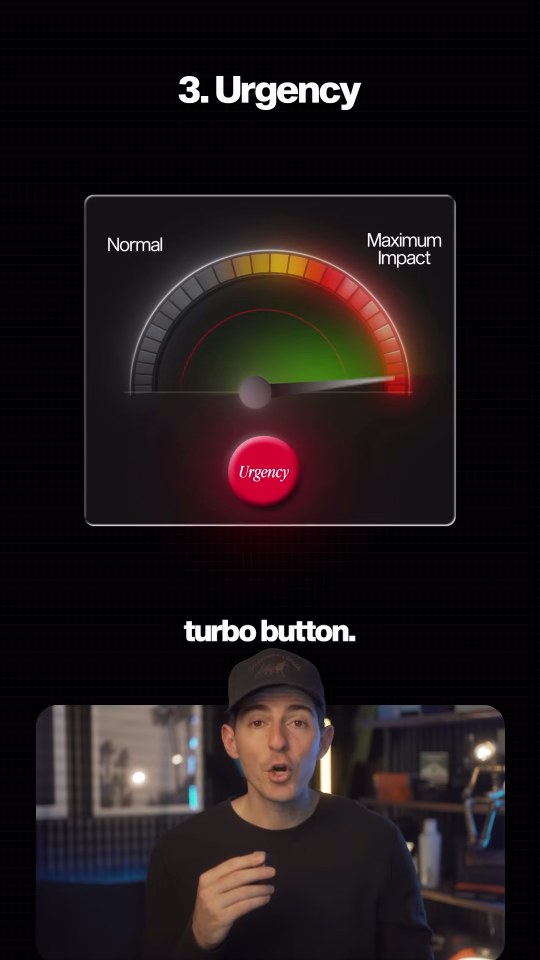 3. Urgency
Normal
Maximum
Impact
Urgency
turbo button.